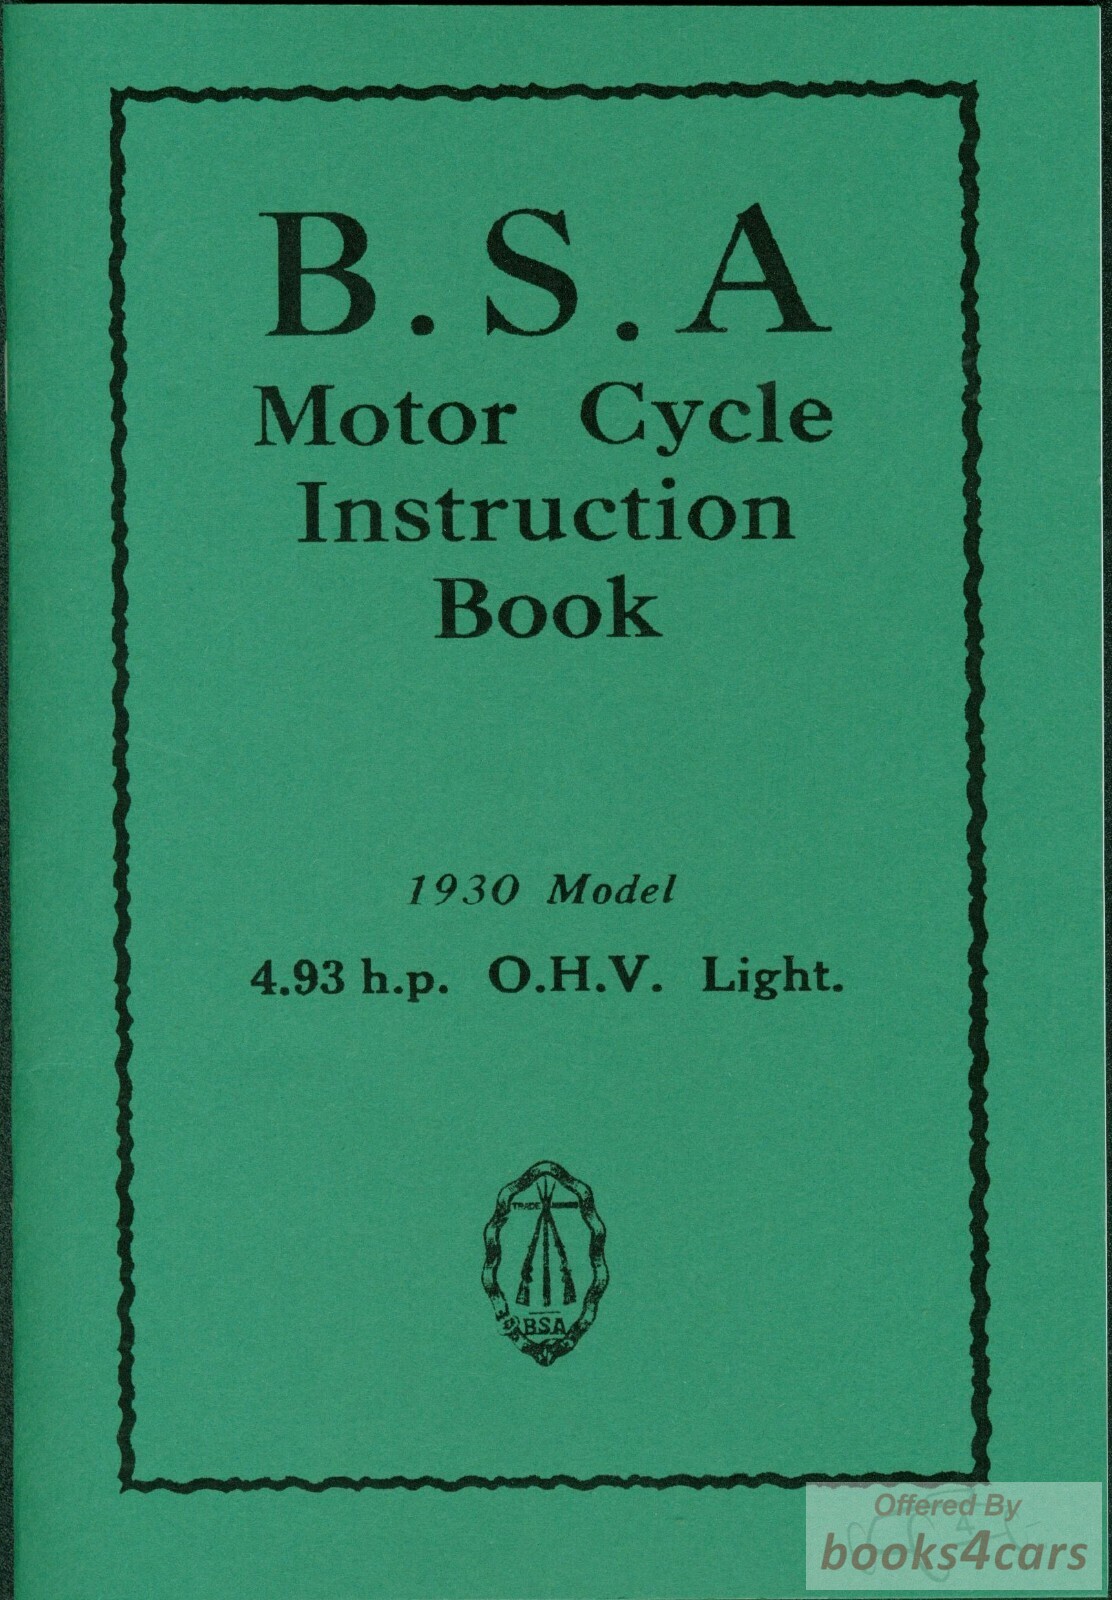 B.S.A
Motor Cycle
Instruction
Book
1930 Model
4.93 h.p. O.H.V. Light.
TRADE
BSA
Offered By
books4cars